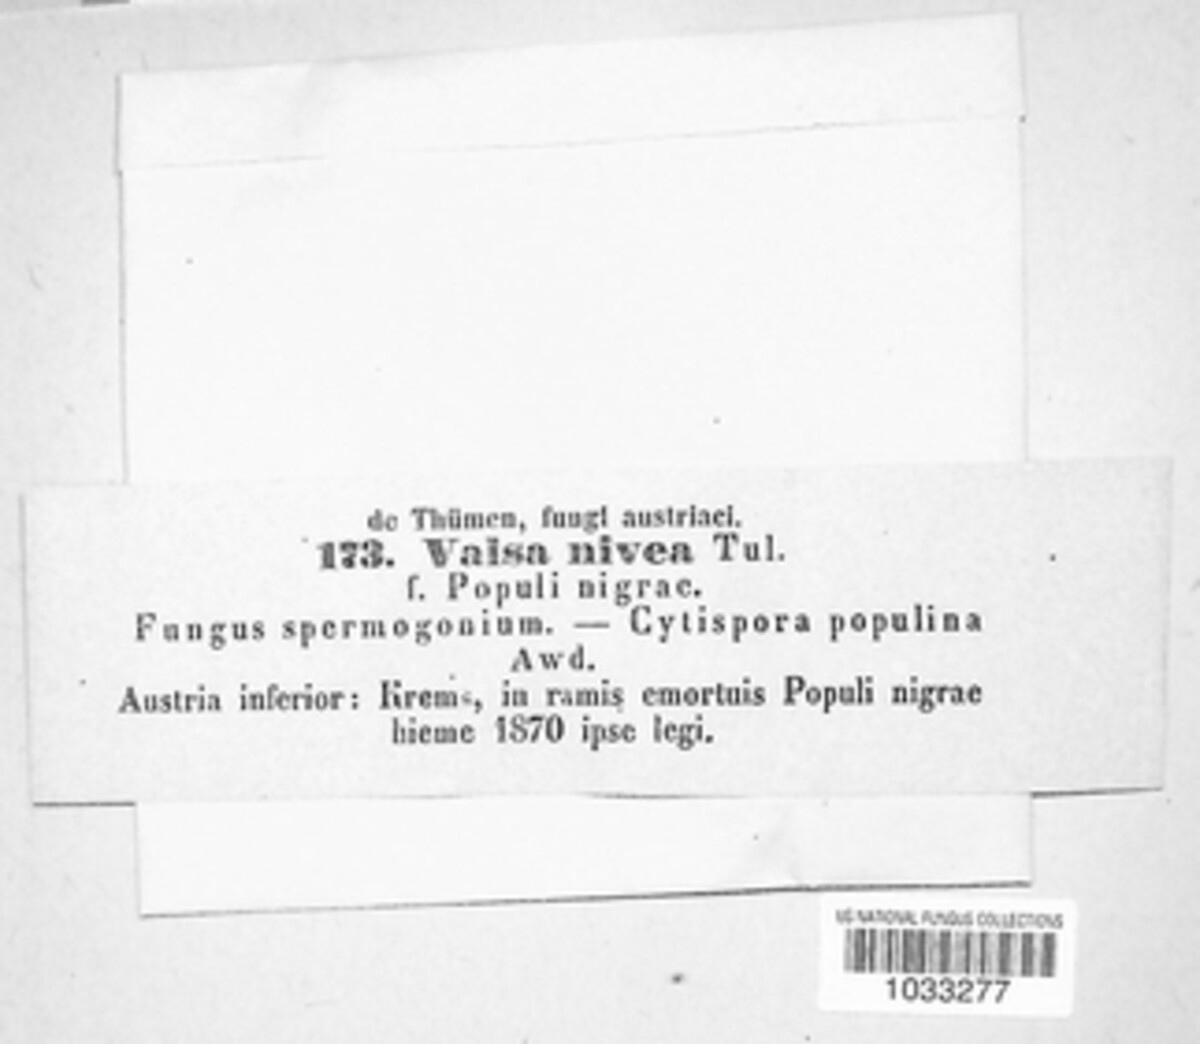 de Thümen, fungi austriaci.
173. Valsa nivea Tul.
f. Populi nigrae.
Fungus spermogonium. — Cytispora populina
Awd.
Austria inferior: Krems, in ramis emortuis Populi nigrae
hieme 1870 ipse legi.
US NATIONAL FUNGUS COLLECTIONS
1033277